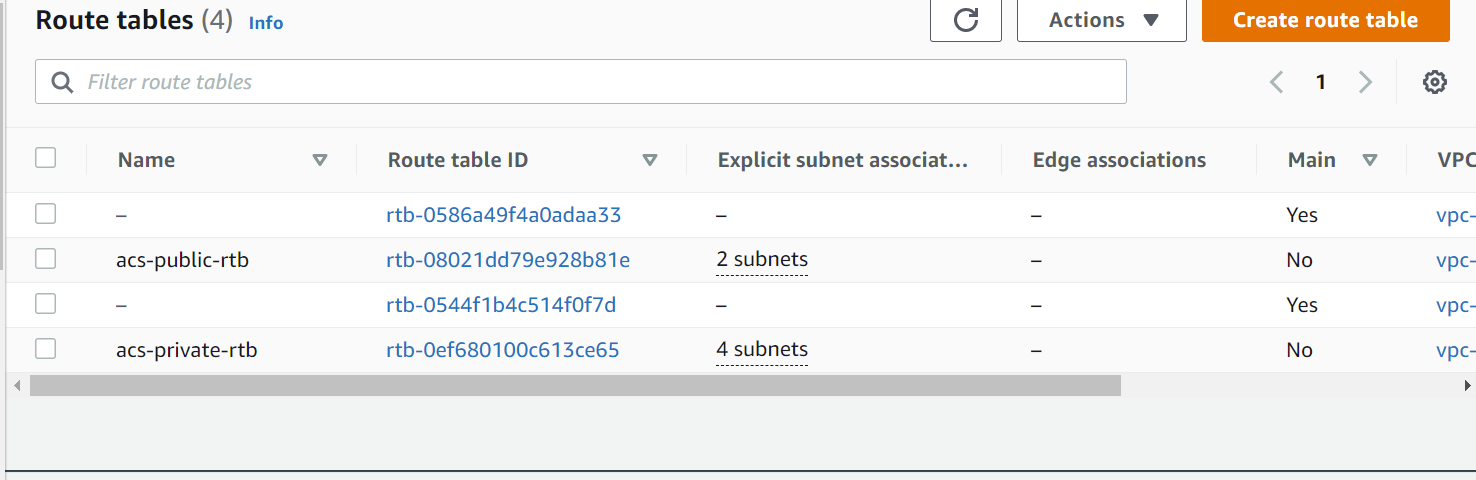 Route tables (4) Info Actions Create route table
Filter route tables 1
Name Route table ID Explicit subnet associat... Edge associations Main VPC
– rtb-0586a49f4a0adaa33 – – Yes vpc-
acs-public-rtb rtb-08021dd79e928b81e 2 subnets – No vpc-
– rtb-0544f1b4c514f0f7d – – Yes vpc-
acs-private-rtb rtb-0ef680100c613ce65 4 subnets – No vpc-